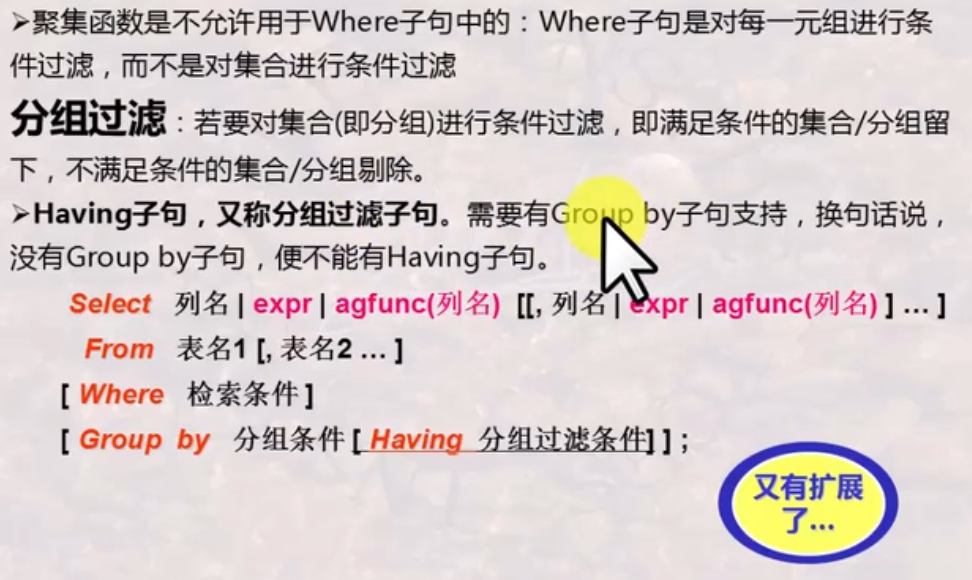 ➢聚集函数是不允许用于Where子句中的：Where子句是对每一元组进行条
件过滤，而不是对集合进行条件过滤
分组过滤：若要对集合(即分组)进行条件过滤，即满足条件的集合/分组留
下，不满足条件的集合/分组剔除。
➢Having子句，又称分组过滤子句。需要有Group by子句支持，换句话说，
没有Group by子句，便不能有Having子句。
Select 列名 | expr | agfunc(列名) [[, 列名 | expr | agfunc(列名) ] … ]
From 表名1 [, 表名2 … ]
[ Where 检索条件 ]
[ Group by 分组条件 [ Having 分组过滤条件] ] ;
又有扩展
了...